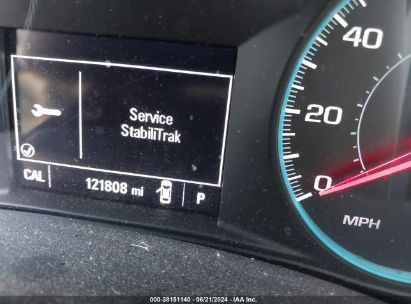 Service
StabiliTrak
CAL
121808 mi
P
40
20
0
MPH
000-38151140- 06/21/2024 - IAA Inc.